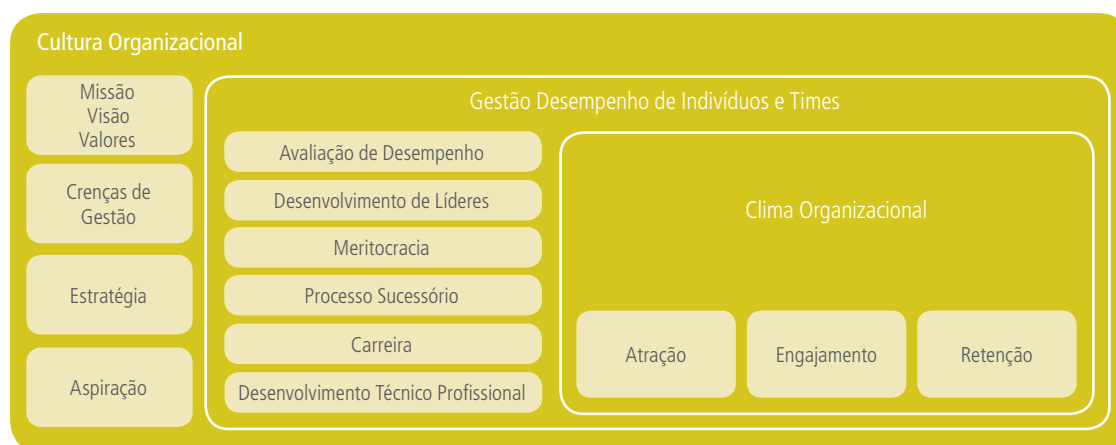 Cultura Organizacional
Missão
Visão
Valores
Crenças de
Gestão
Estratégia
Aspiração
Gestão Desempenho de Indivíduos e Times
Avaliação de Desempenho
Desenvolvimento de Líderes
Meritocracia
Processo Sucessório
Carreira
Desenvolvimento Técnico Profissional
Clima Organizacional
Atração
Engajamento
Retenção